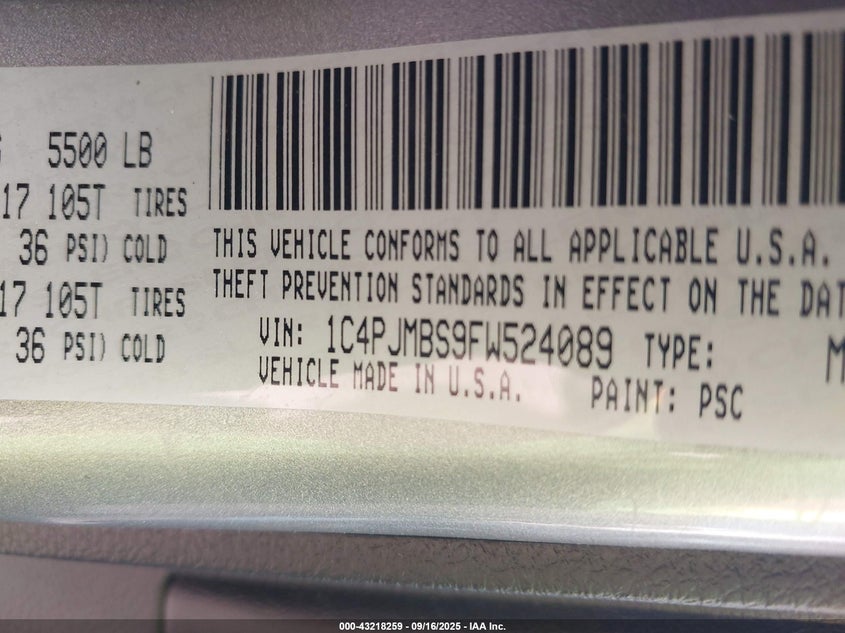 5500 LB
17 105T TIRES
36 PSI) COLD
17 105T TIRES
36 PSI) COLD
THIS VEHICLE CONFORMS TO ALL APPLICABLE U.S.A.
THEFT PREVENTION STANDARDS IN EFFECT ON THE DAT
VIN: 1C4PJMBS9FW524089 TYPE: M
VEHICLE MADE IN U.S.A. PAINT: PSC
000-43218259 - 09/16/2025 - IAA Inc.